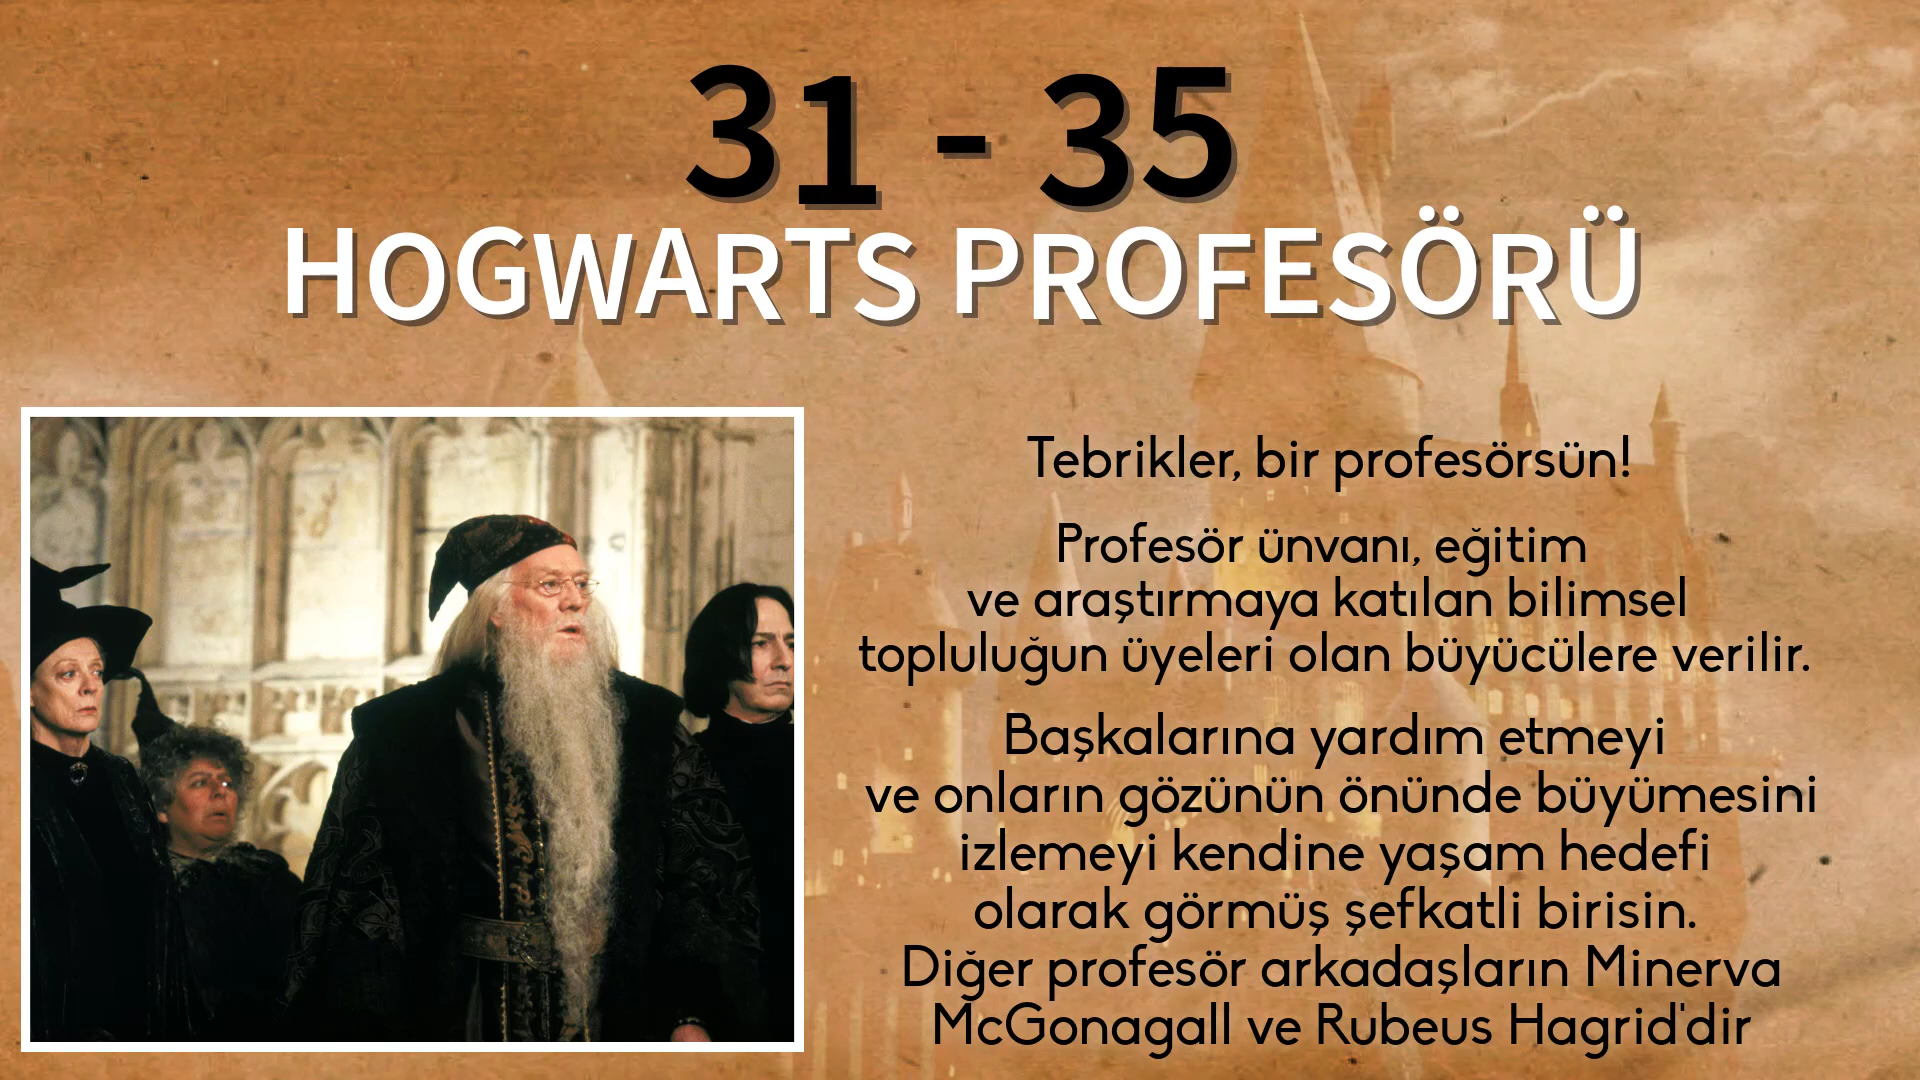 31 - 35
HOGWARTS PROFESÖRÜ
Tebrikler, bir profesörsün!
Profesör ünvanı, eğitim
ve araştırmaya katılan bilimsel
topluluğun üyeleri olan büyücülere verilir.
Başkalarına yardım etmeyi
ve onların gözünün önünde büyümesini
izlemeyi kendine yaşam hedefi
olarak görmüş şefkatli birisin.
Diğer profesör arkadaşların Minerva
McGonagall ve Rubeus Hagrid'dir